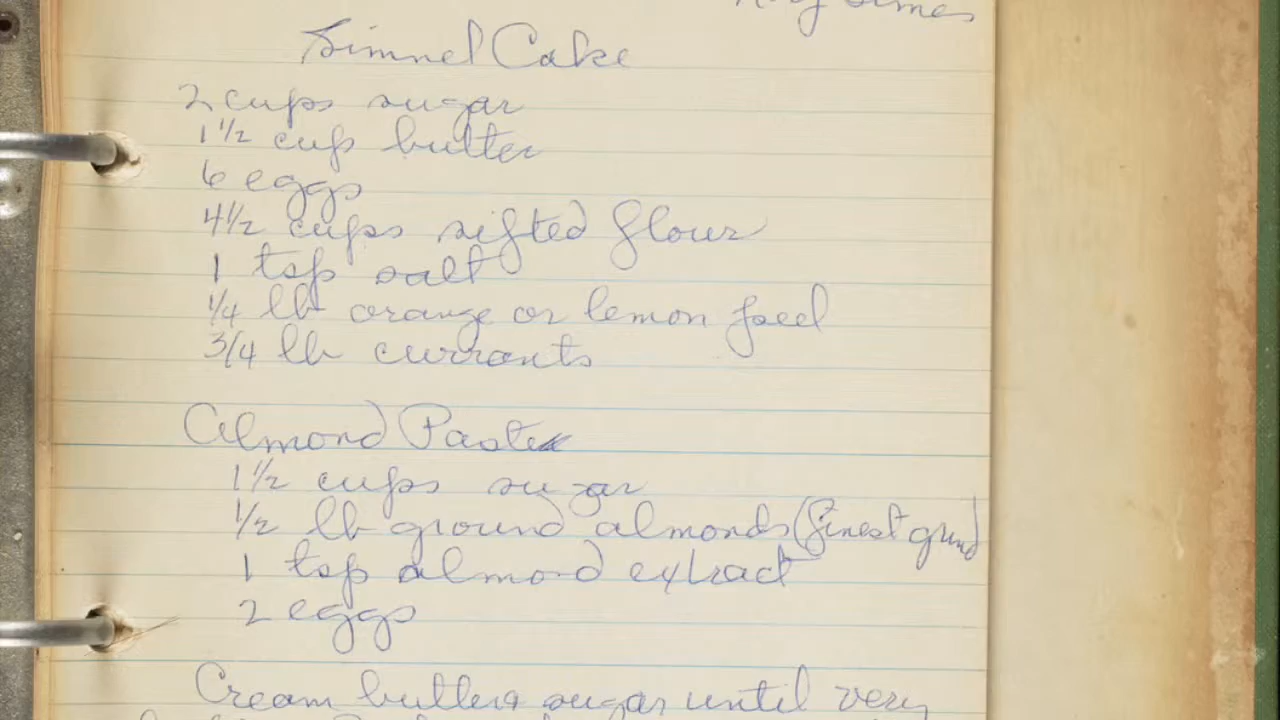 Simnel Cake
2 cups sugar
1 1/2 cup butter
6 eggs
4 1/2 cups sifted flour
1 tsp salt
1/4 lb orange or lemon peel
3/4 lb currants
Almond Paste
1 1/2 cups sugar
1/2 lb ground almonds (finest grind
1 tsp almond extract
2 eggs
Cream butter & sugar until very